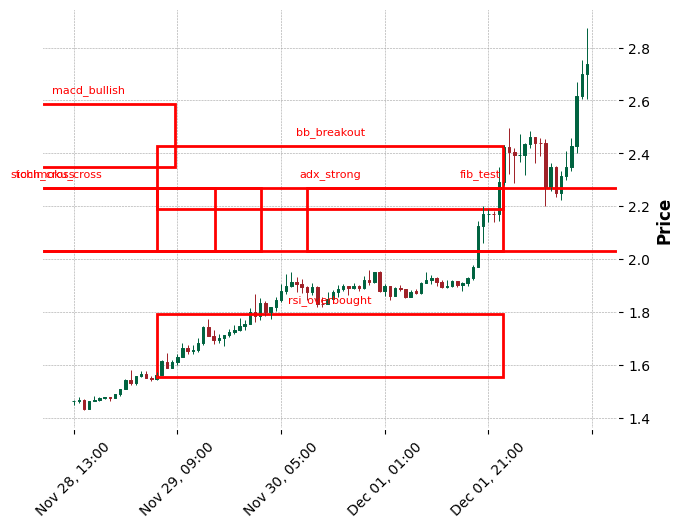 macd_bullish
bb_breakout
adx_strong
fib_test
rsi_overbought
2.8
2.6
2.4
2.2
2.0
1.8
1.6
1.4
Price
Nov 28, 13:00
Nov 29, 09:00
Nov 30, 05:00
Dec 01, 01:00
Dec 01, 21:00